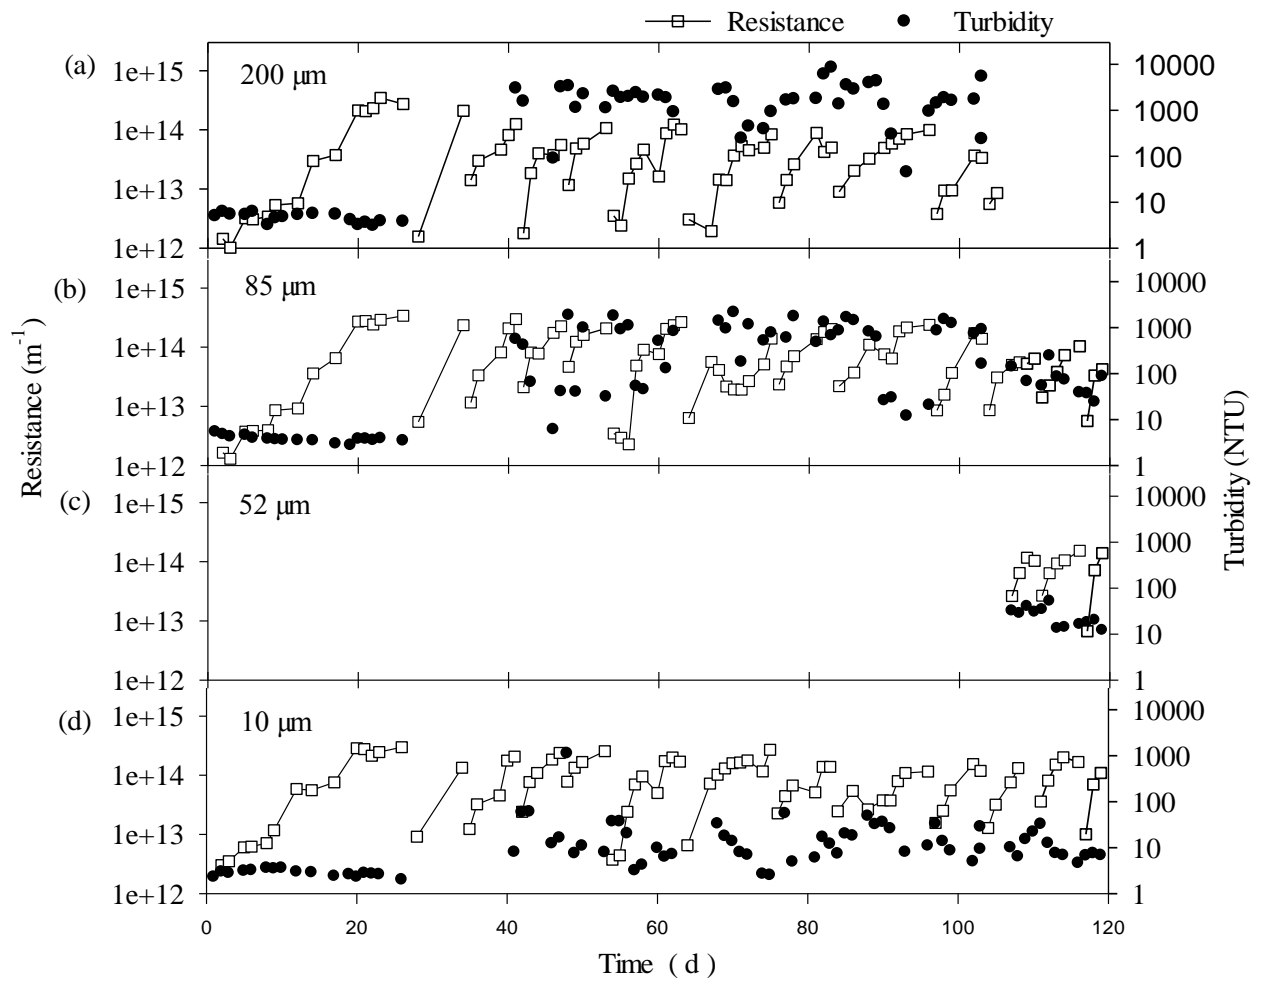 Resistance Turbidity
(a) 200 μm
1e+15 10000
1000
1e+14
100
1e+13
10
1e+12 1
(b) 85 μm
1e+15 10000
1000
1e+14
100
1e+13
10
1e+12 1
(c) 52 μm
1e+15 10000
1000
1e+14
100
1e+13
10
1e+12 1
(d) 10 μm
1e+15 10000
1000
1e+14
100
1e+13
10
1e+12 1
0 20 40 60 80 100 120
Time ( d )
Resistance (m⁻¹)
Turbidity (NTU)